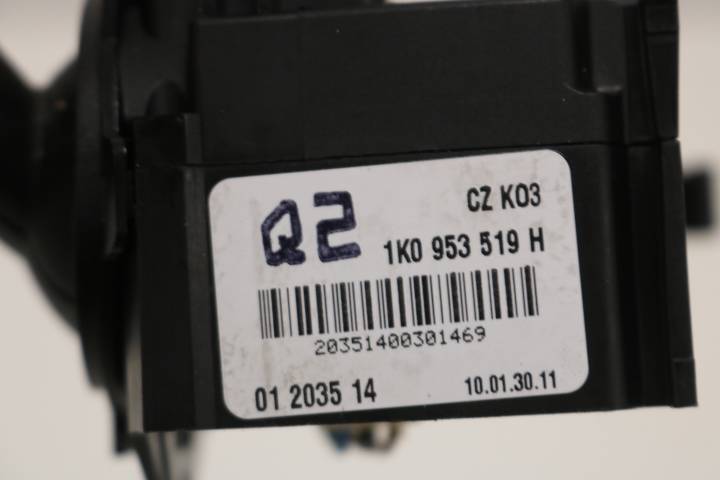 CZ K03
Q2
1K0 953 519 H
20351400301469
01 2035 14
10.01.30.11